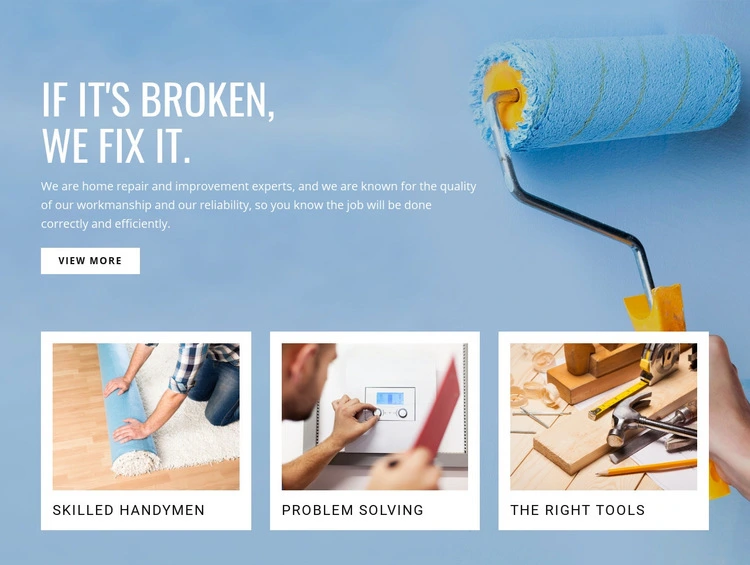 IF IT'S BROKEN,
WE FIX IT.
We are home repair and improvement experts, and we are known for the quality
of our workmanship and our reliability, so you know the job will be done
correctly and efficiently.
VIEW MORE
SKILLED HANDYMEN
PROBLEM SOLVING
THE RIGHT TOOLS